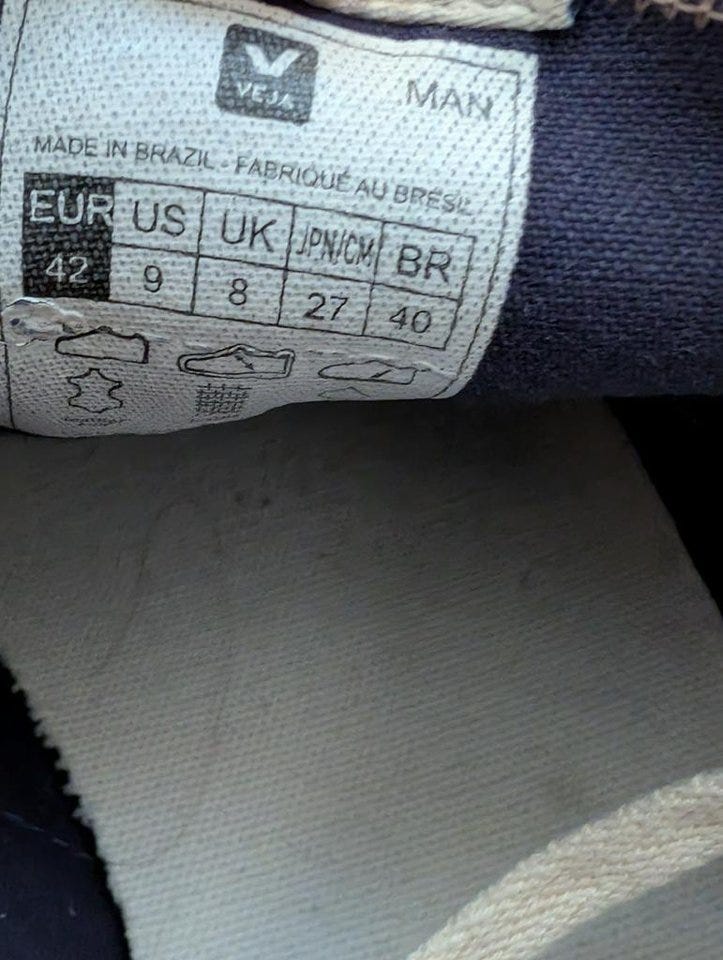 VEJA
MAN
MADE IN BRAZIL - FABRIQUÉ AU BRÉSIL
EUR US UK JPN/CM BR
42 9 8 27 40